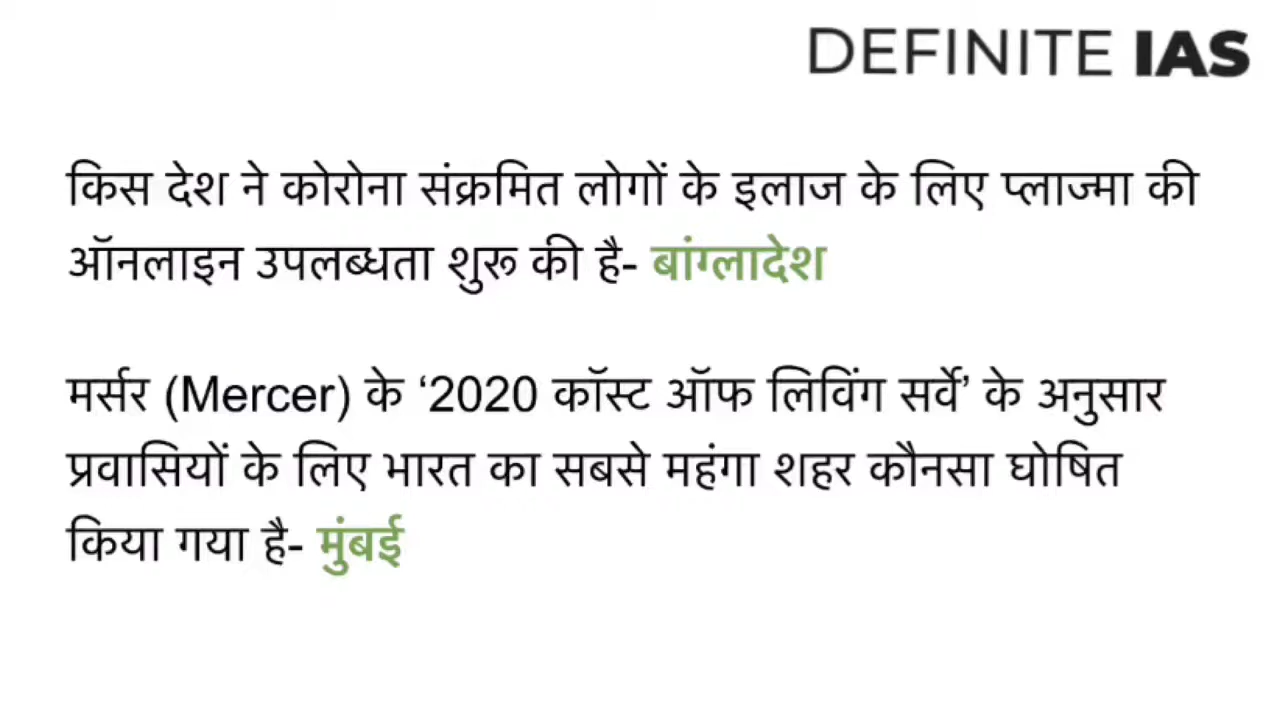 DEFINITE IAS
किस देश ने कोरोना संक्रमित लोगों के इलाज के लिए प्लाज्मा की
ऑनलाइन उपलब्धता शुरू की है- बांग्लादेश
मर्सर (Mercer) के ‘2020 कॉस्ट ऑफ लिविंग सर्वे’ के अनुसार
प्रवासियों के लिए भारत का सबसे महंगा शहर कौनसा घोषित
किया गया है- मुंबई